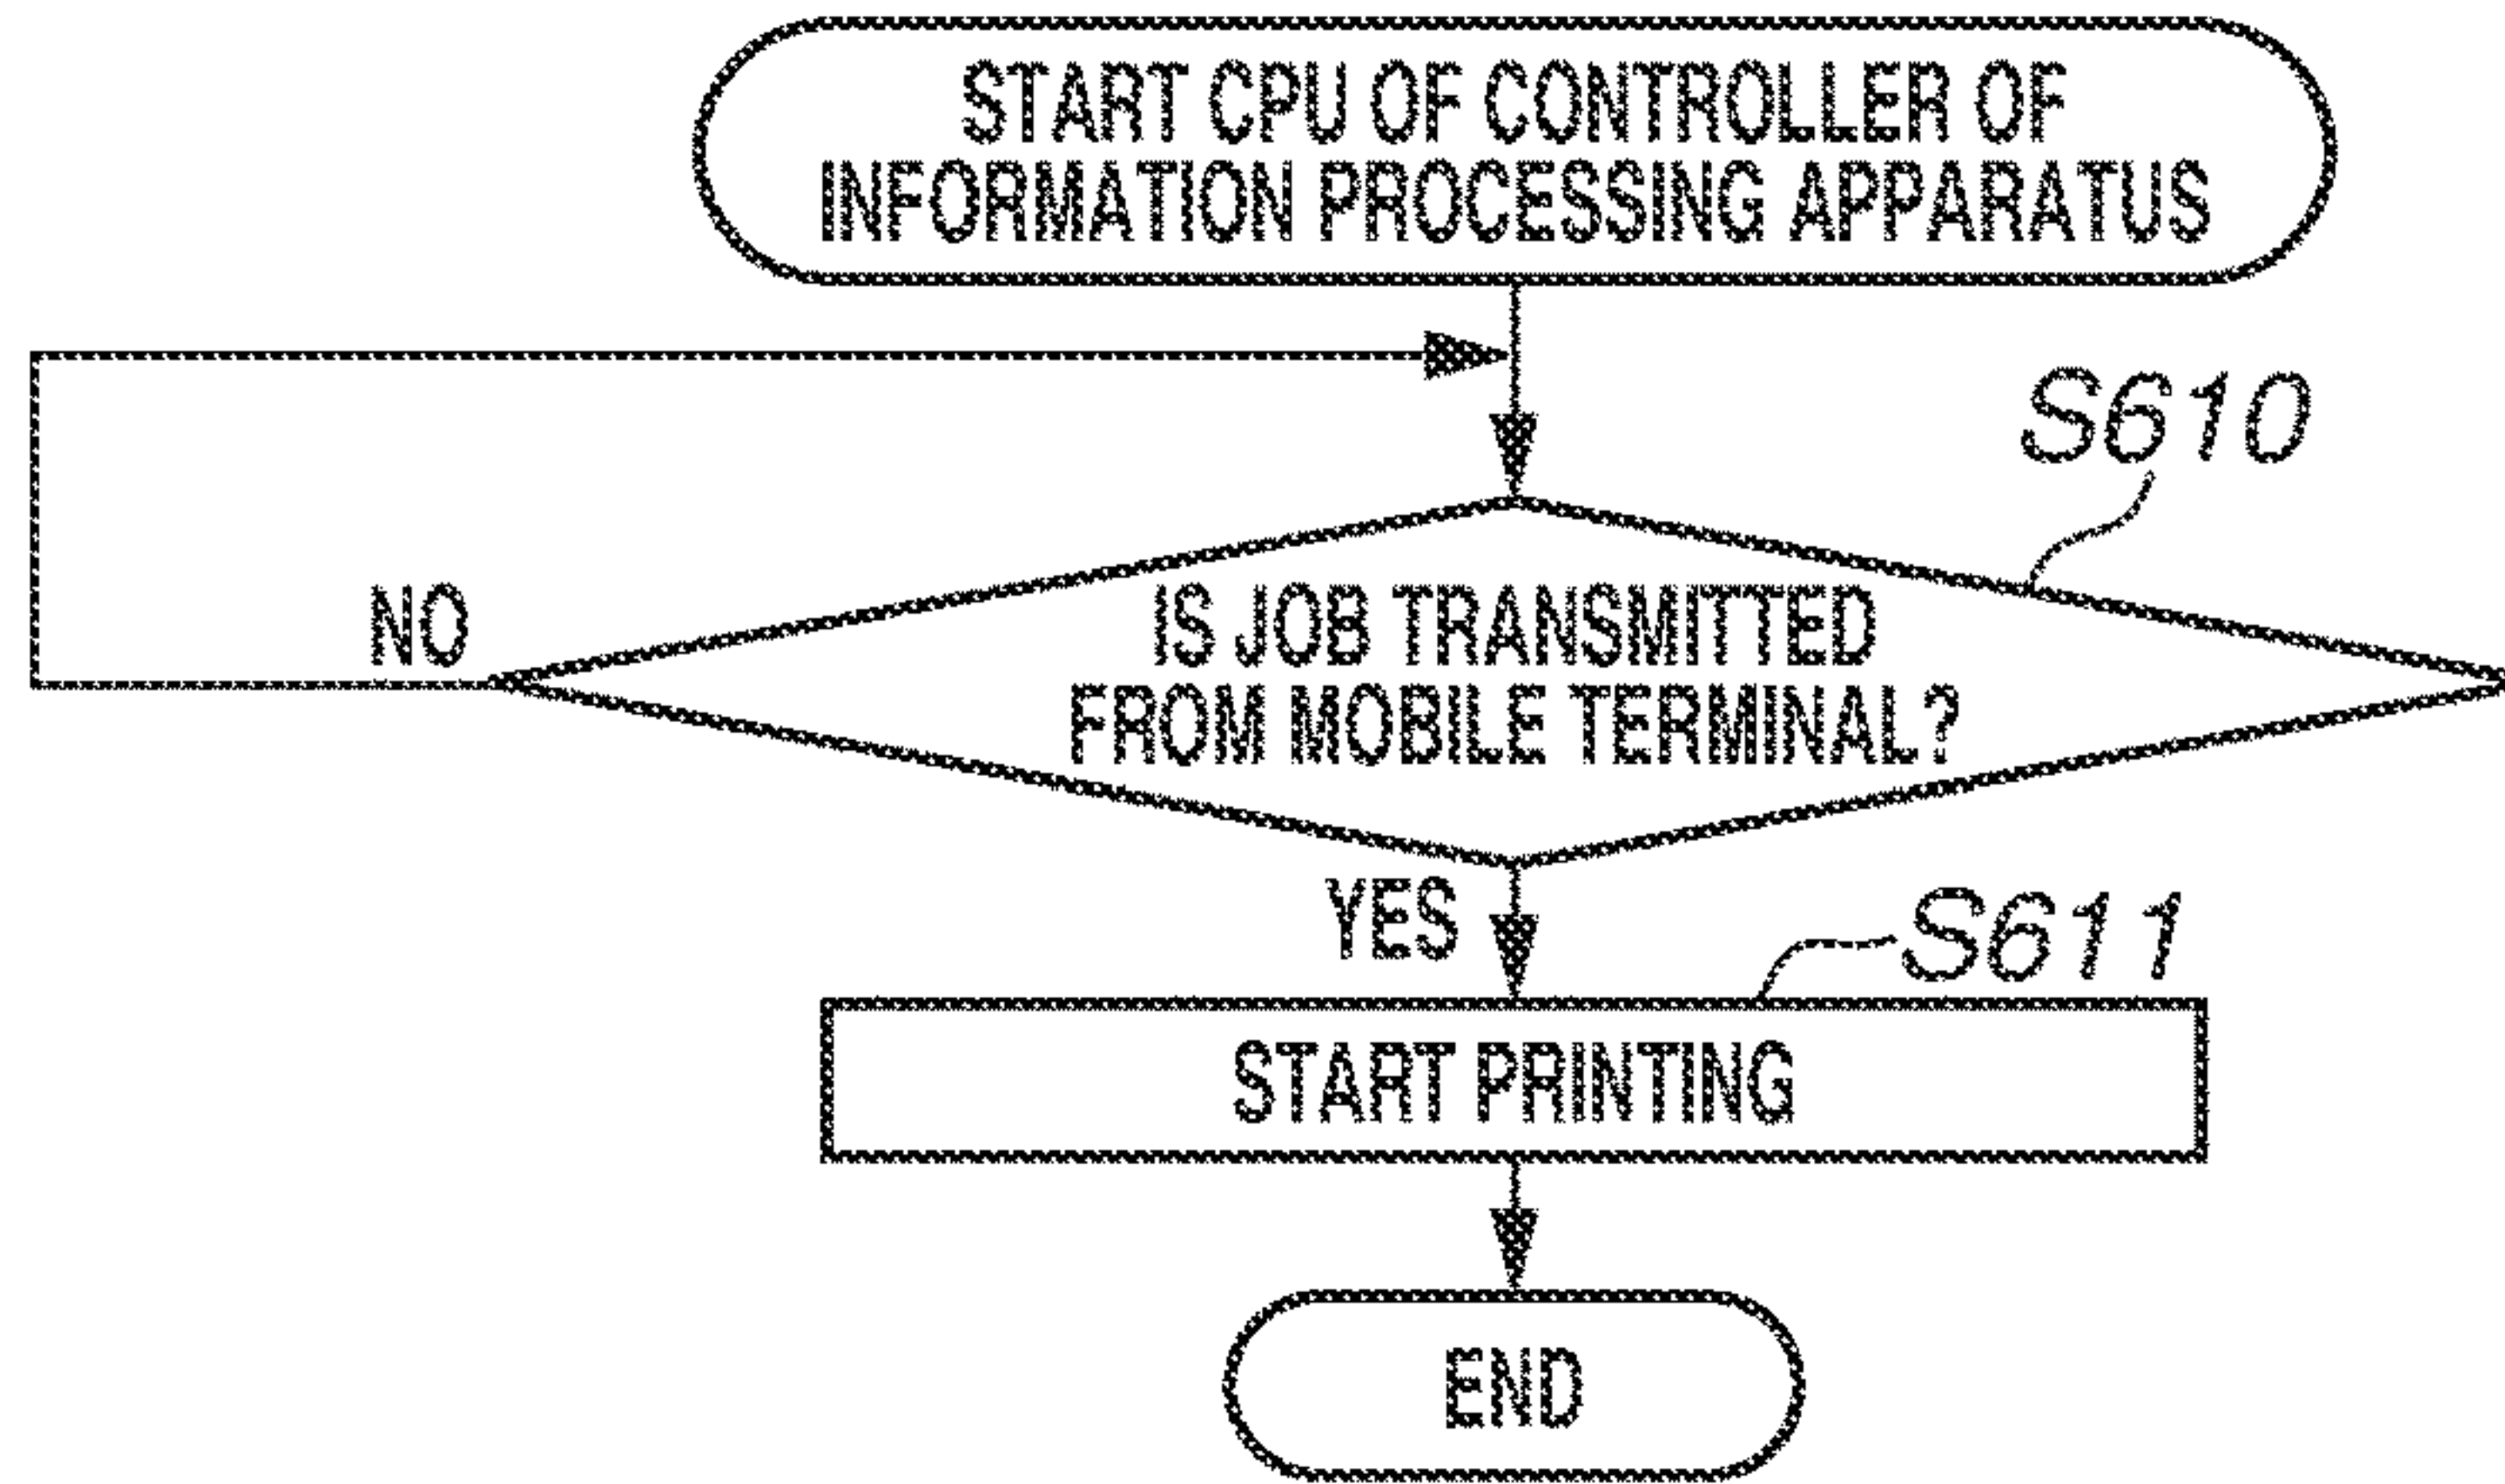 START CPU OF CONTROLLER OF
INFORMATION PROCESSING APPARATUS
S610
NO
IS JOB TRANSMITTED
FROM MOBILE TERMINAL?
YES
S611
START PRINTING
END